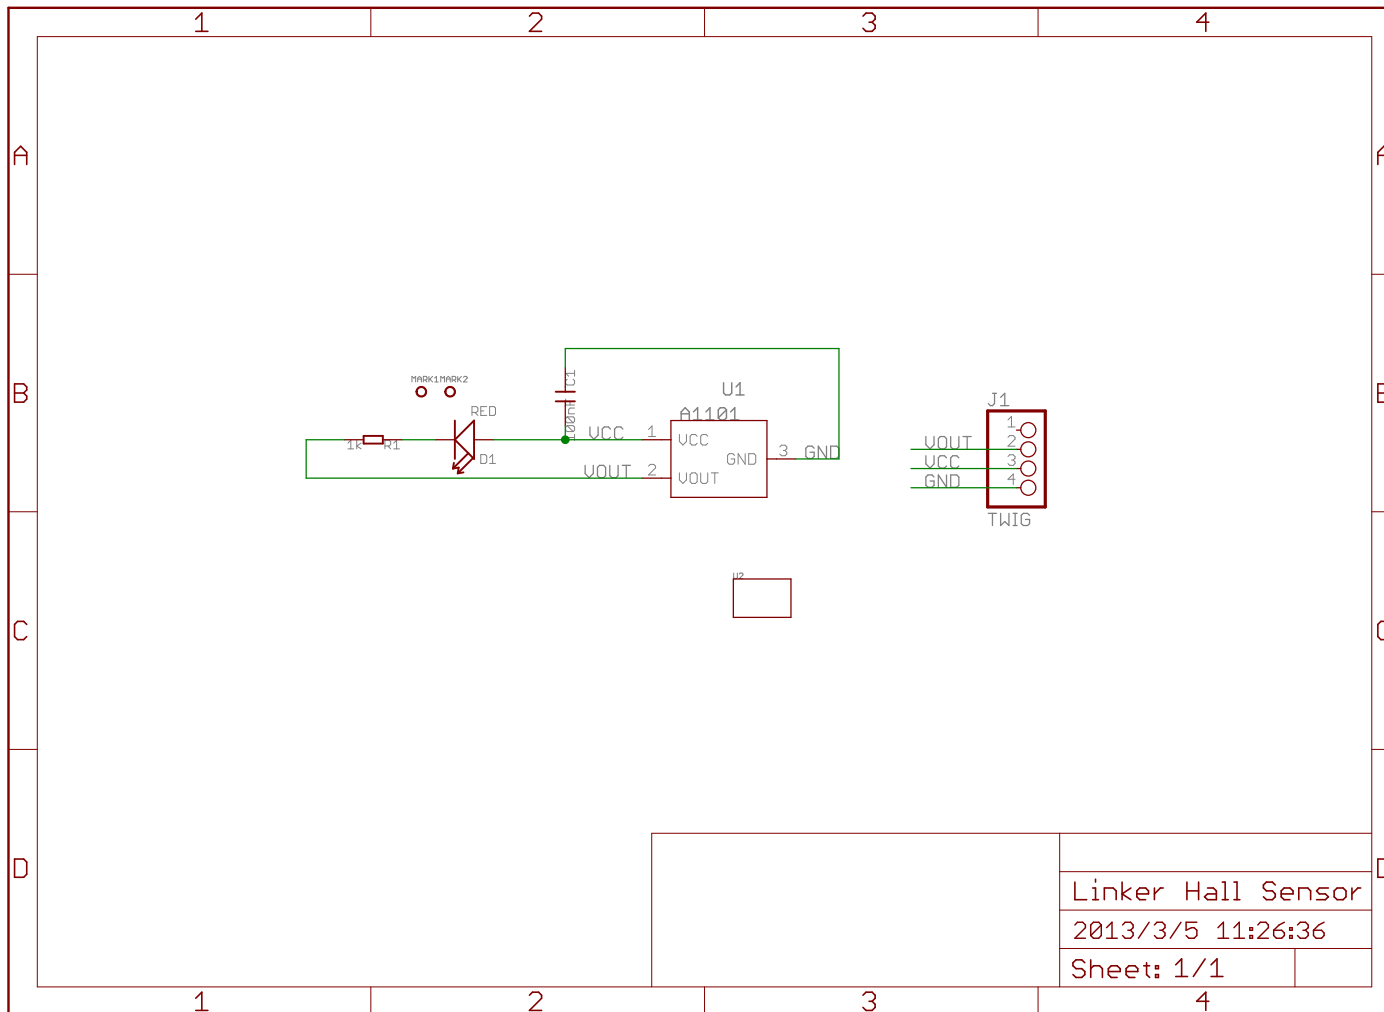 1 2 3 4
A A
B B
C C
D D
MARK1 MARK2
RED
1k R1
D1
C1
100nF
VCC 1
VOUT 2
U1
A1101
VCC
GND
VOUT
3 GND
J1
1
VOUT 2
VCC 3
GND 4
TWIG
U2
Linker Hall Sensor
2013/3/5 11:26:36
Sheet: 1/1
1 2 3 4